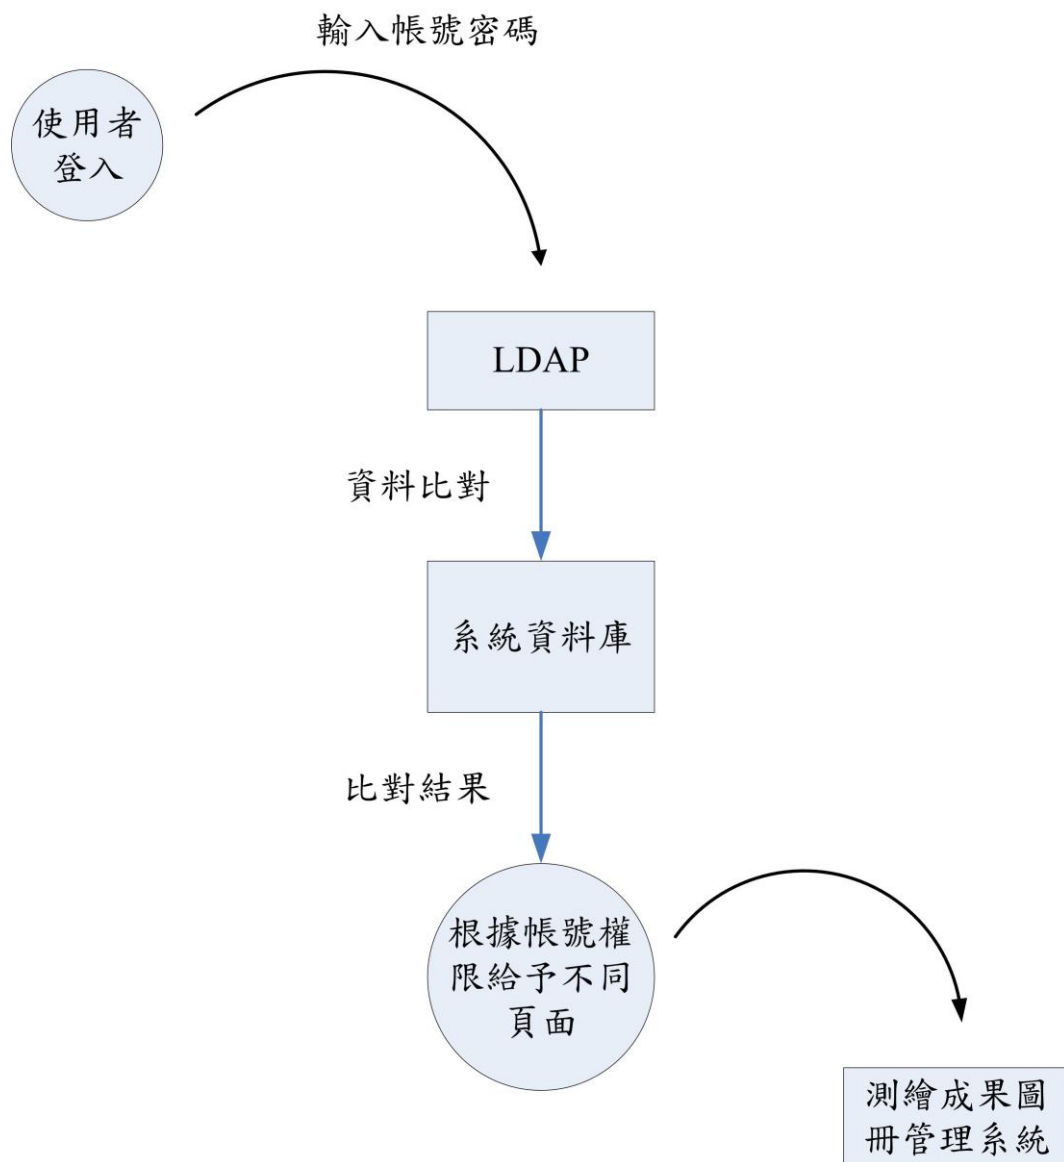 輸入帳號密碼
使用者
登入
LDAP
資料比對
系統資料庫
比對結果
根據帳號權
限給予不同
頁面
測繪成果圖
冊管理系統